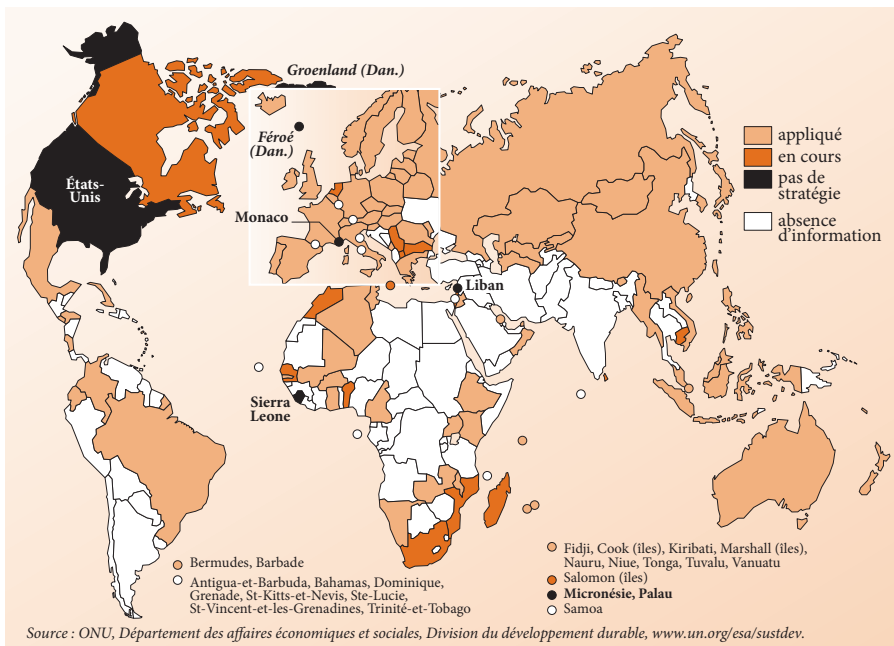 Groenland (Dan.)
Féroé
(Dan.)
États-
Unis
Monaco
Liban
Sierra
Leone
appliqué
en cours
pas de
stratégie
absence
d'information
Bermudes, Barbade
Antigua-et-Barbuda, Bahamas, Dominique,
Grenade, St-Kitts-et-Nevis, Ste-Lucie,
St-Vincent-et-les-Grenadines, Trinité-et-Tobago
Fidji, Cook (îles), Kiribati, Marshall (îles),
Nauru, Niue, Tonga, Tuvalu, Vanuatu
Salomon (îles)
Micronésie, Palau
Samoa
Source : ONU, Département des affaires économiques et sociales, Division du développement durable, www.un.org/esa/sustdev.